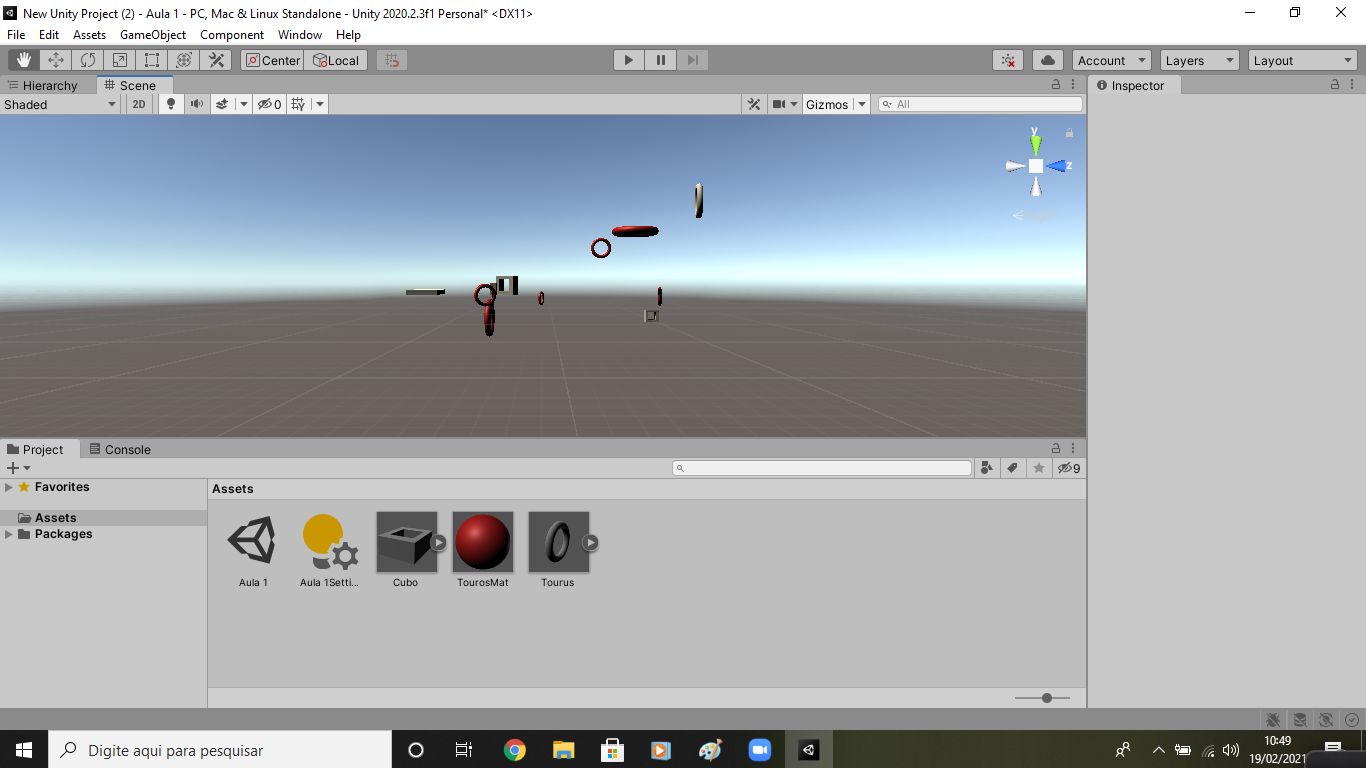 New Unity Project (2) - Aula 1 - PC, Mac & Linux Standalone - Unity 2020.2.3f1 Personal* <DX11>
File Edit Assets GameObject Component Window Help
Center Local Account Layers Layout
Hierarchy Scene Inspector
Shaded 2D 0 Gizmos All
y
z
Project Console
9
Favorites
Assets
Packages
Assets
Aula 1 Aula 1Setti... Cubo TourosMat Tourus
Digite aqui para pesquisar
10:49
19/02/2021